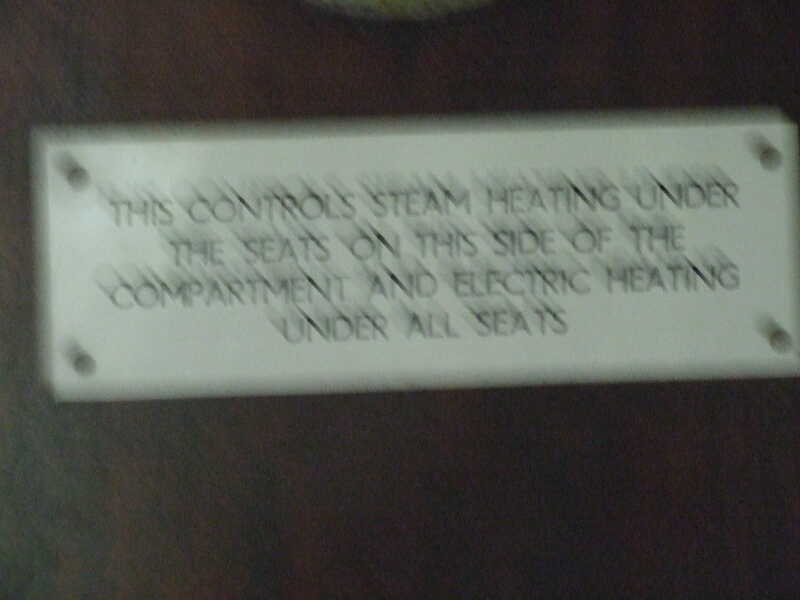 THIS CONTROLS STEAM HEATING UNDER
THE SEATS ON THIS SIDE OF THE
COMPARTMENT AND ELECTRIC HEATING
UNDER ALL SEATS